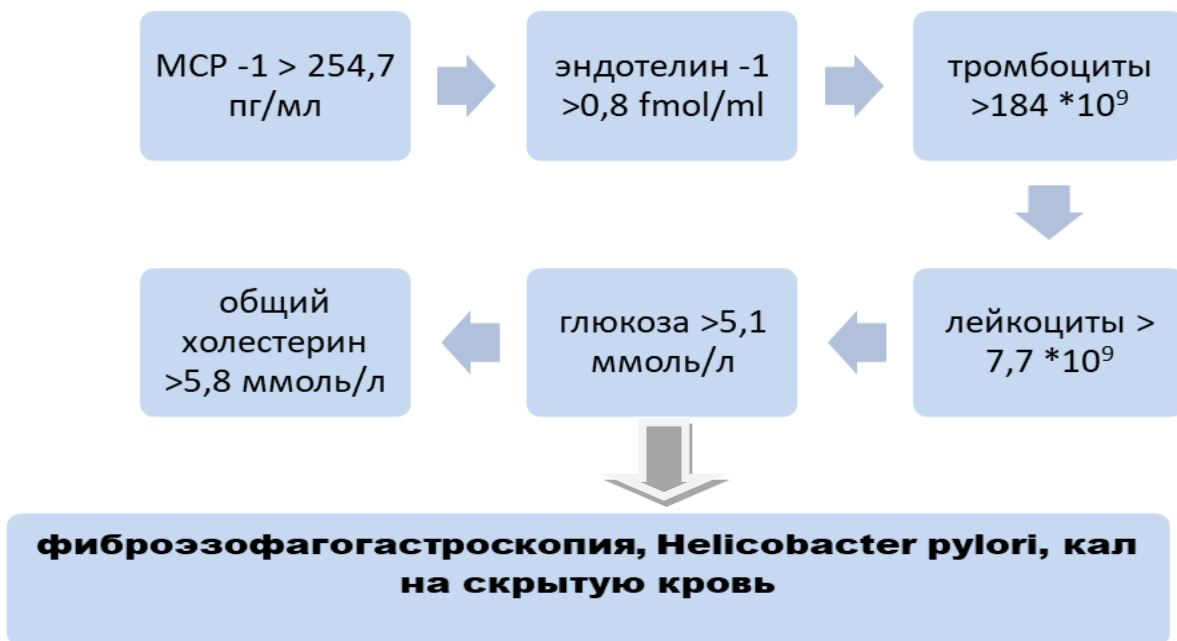 МСР -1 > 254,7
пг/мл
эндотелин -1
>0,8 fmol/ml
тромбоциты
>184 *10⁹
лейкоциты >
7,7 *10⁹
глюкоза >5,1
ммоль/л
общий
холестерин
>5,8 ммоль/л
фиброэзофагогастроскопия, Helicobacter pylori, кал
на скрытую кровь